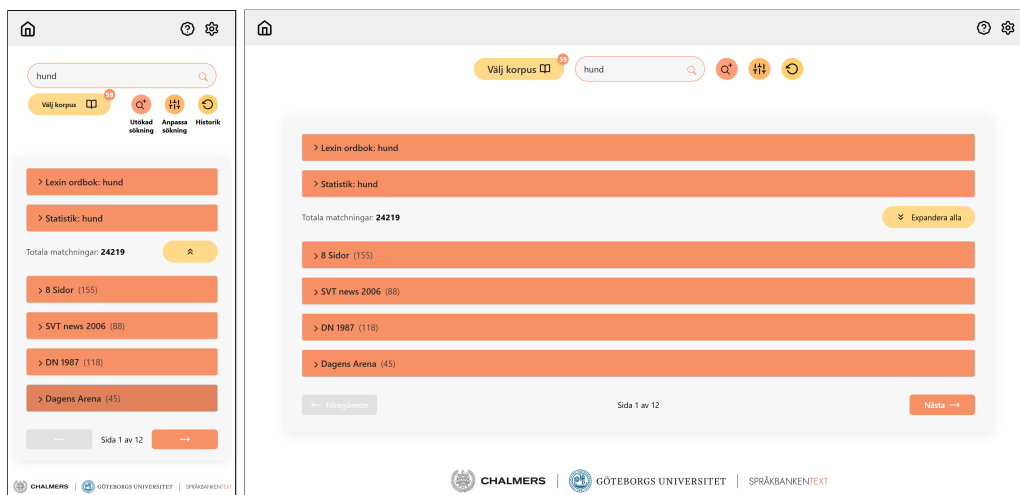 hund
Välj korpus
59
Utökad sökning
Anpassa sökning
Historik
Lexin ordbok: hund
Statistik: hund
Totala matchningar: 24219
8 Sidor (155)
SVT news 2006 (88)
DN 1987 (118)
Dagens Arena (45)
Sida 1 av 12
CHALMERS
GÖTEBORGS UNIVERSITET
SPRÅKBANKENTEXT
Välj korpus
59
hund
Lexin ordbok: hund
Statistik: hund
Totala matchningar: 24219
Expandera alla
8 Sidor (155)
SVT news 2006 (88)
DN 1987 (118)
Dagens Arena (45)
← Föregående
Sida 1 av 12
Nästa →
CHALMERS
GÖTEBORGS UNIVERSITET
SPRÅKBANKENTEXT